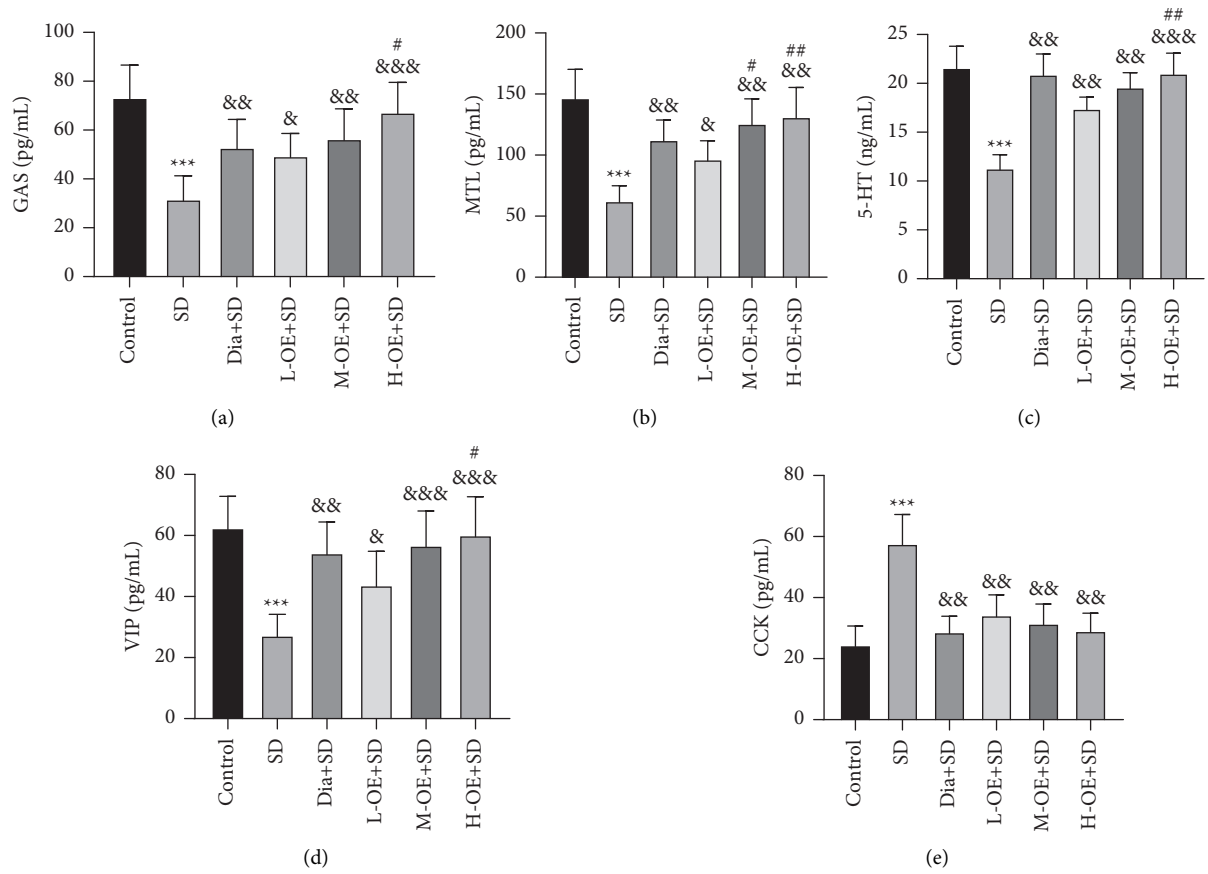 GAS (pg/mL)
100
80
60
40
20
0
***
&&
&
&&
#
&&&
Control
SD
Dia+SD
L-OE+SD
M-OE+SD
H-OE+SD
(a)
MTL (pg/mL)
200
150
100
50
0
***
&&
&
#
&&
##
&&
Control
SD
Dia+SD
L-OE+SD
M-OE+SD
H-OE+SD
(b)
5-HT (ng/mL)
25
20
15
10
5
0
***
&&
&&
&&
##
&&&
Control
SD
Dia+SD
L-OE+SD
M-OE+SD
H-OE+SD
(c)
VIP (pg/mL)
80
60
40
20
0
***
&&
&
&&&
#
&&&
Control
SD
Dia+SD
L-OE+SD
M-OE+SD
H-OE+SD
(d)
CCK (pg/mL)
80
60
40
20
0
***
&&
&&
&&
&&
Control
SD
Dia+SD
L-OE+SD
M-OE+SD
H-OE+SD
(e)